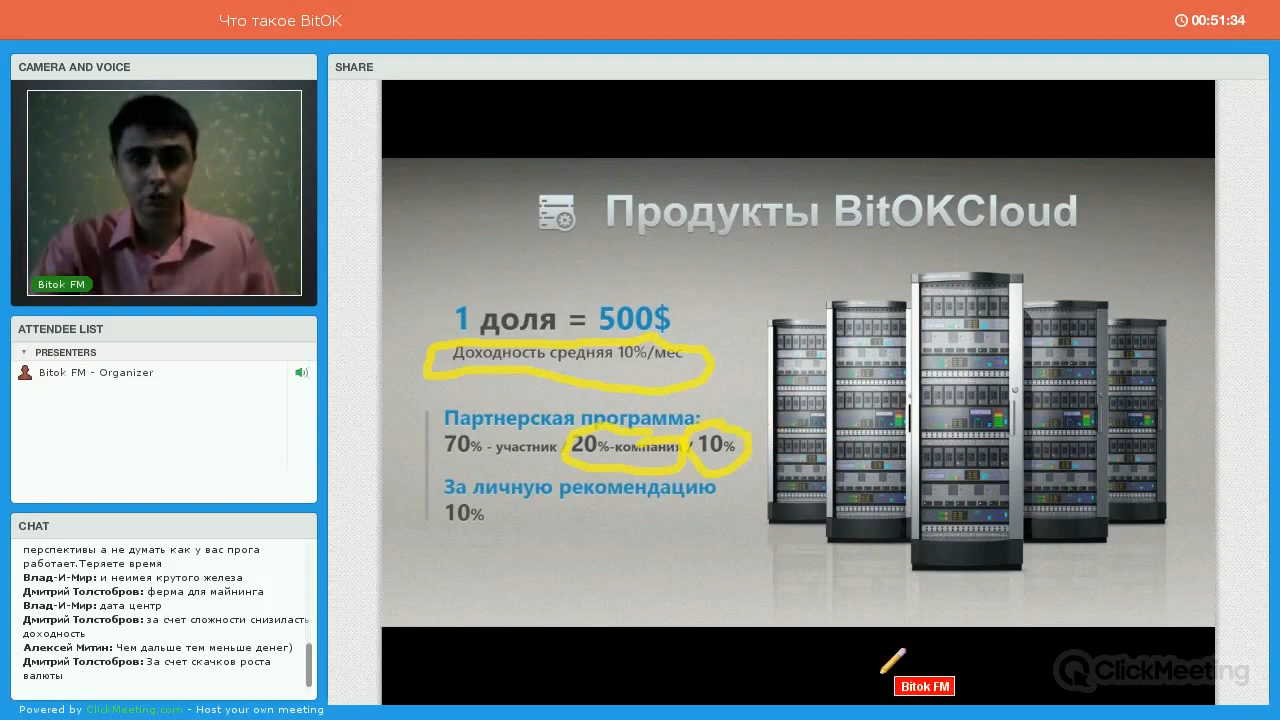 Что такое BitOK
00:51:34
CAMERA AND VOICE
Bitok FM
ATTENDEE LIST
PRESENTERS
Bitok FM - Organizer
CHAT
перспективы а не думать как у вас прога
работает.Теряете время
Влад-И-Мир: и неимея крутого железа
Дмитрий Толстобров: ферма для майнинга
Влад-И-Мир: дата центр
Дмитрий Толстобров: за счет сложности снизиласть
доходность
Алексей Митин: Чем дальше тем меньше денег)
Дмитрий Толстобров: За счет скачков роста
валюты
Powered by ClickMeeting.com - Host your own meeting
SHARE
Продукты BitOKCloud
1 доля = 500$
Доходность средняя 10%/мес
Партнерская программа:
70% - участник / 20%-компания / 10%
За личную рекомендацию
10%
Bitok FM
ClickMeeting